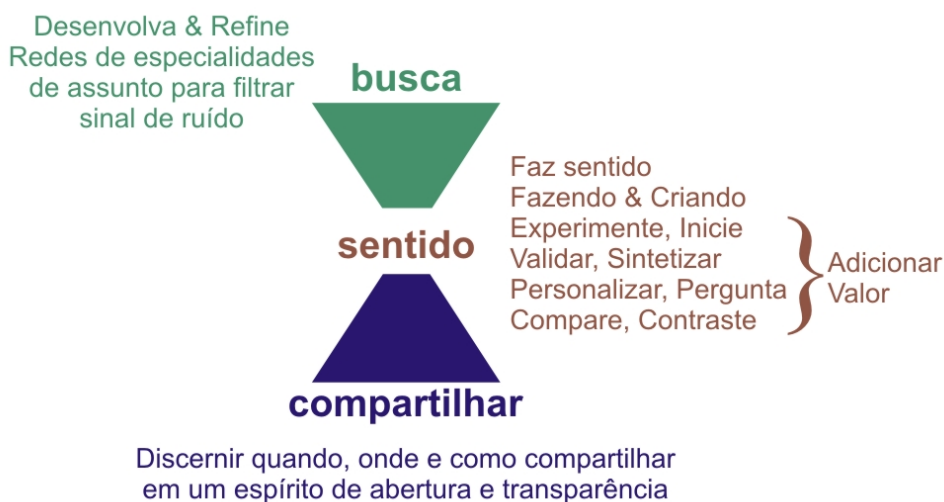 Desenvolva & Refine
Redes de especialidades
de assunto para filtrar
sinal de ruído
busca
sentido
Faz sentido
Fazendo & Criando
Experimente, Inicie
Validar, Sintetizar
Personalizar, Pergunta
Compare, Contraste
Adicionar
Valor
compartilhar
Discernir quando, onde e como compartilhar
em um espírito de abertura e transparência